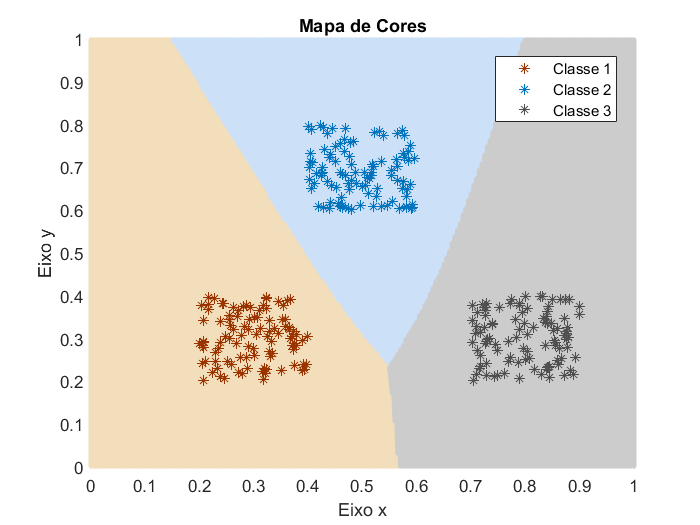 Mapa de Cores
Classe 1
Classe 2
Classe 3
Eixo y
1
0.9
0.8
0.7
0.6
0.5
0.4
0.3
0.2
0.1
0
0 0.1 0.2 0.3 0.4 0.5 0.6 0.7 0.8 0.9 1
Eixo x